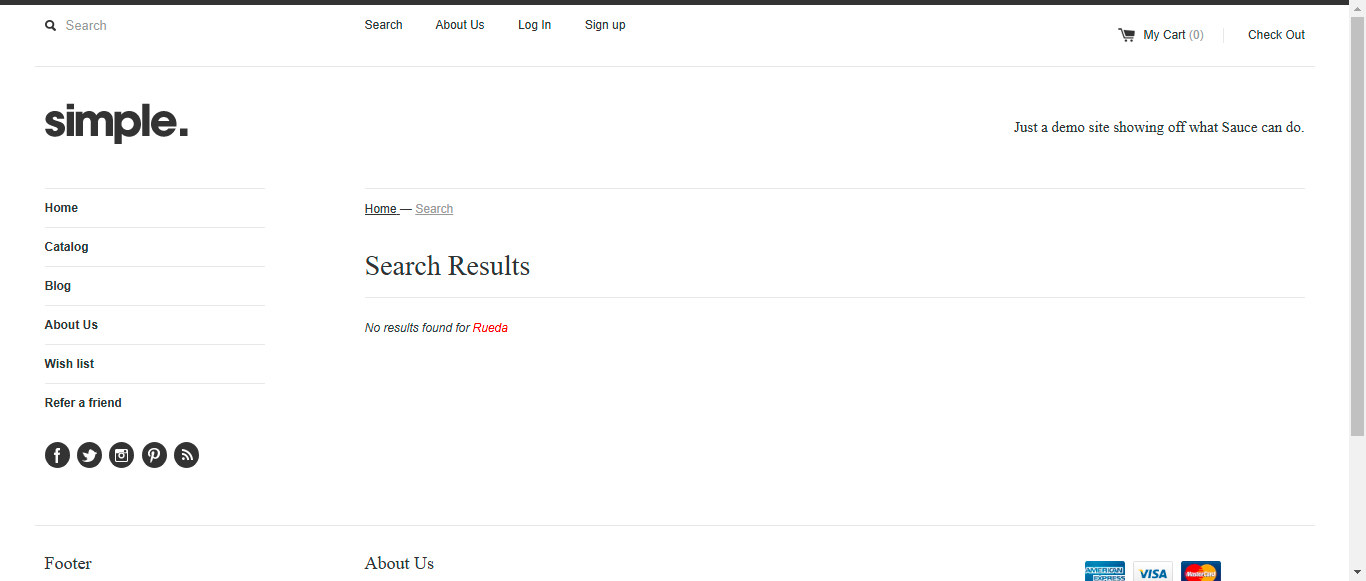 Search
Search About Us Log In Sign up
My Cart (0) Check Out
simple.
Just a demo site showing off what Sauce can do.
Home
Catalog
Blog
About Us
Wish list
Refer a friend
Home — Search
Search Results
No results found for Rueda
Footer
About Us
AMERICAN EXPRESS VISA MasterCard